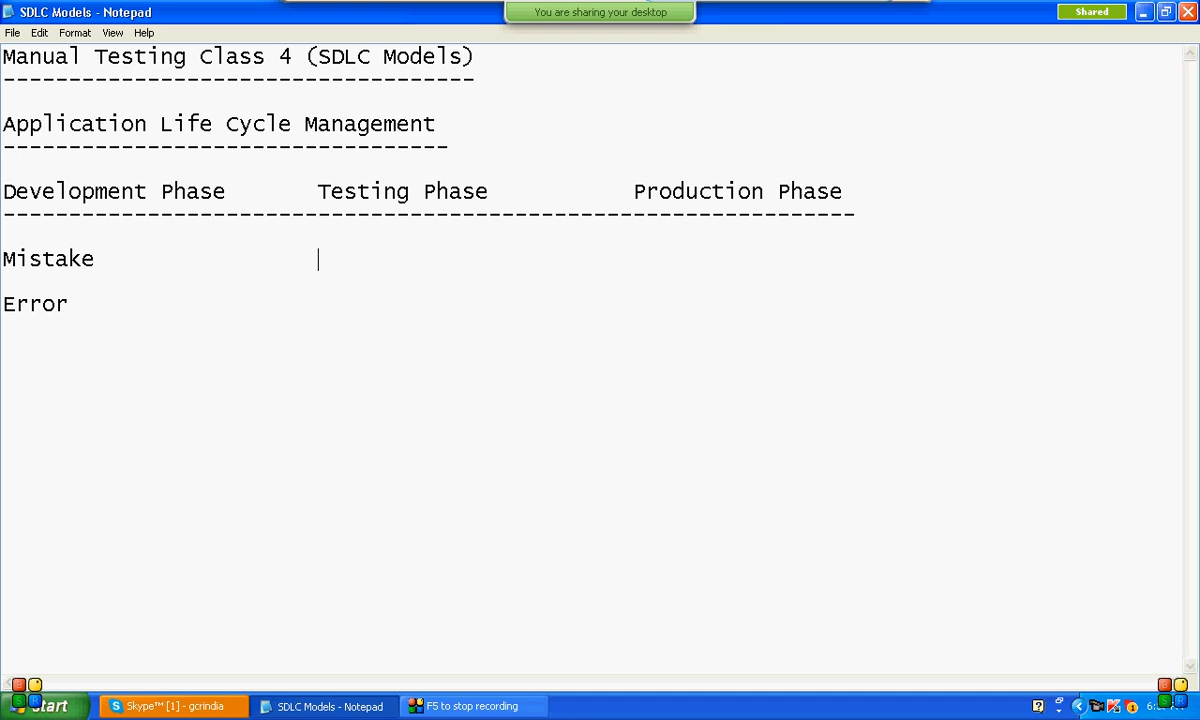 SDLC Models - Notepad
You are sharing your desktop
Shared
File Edit Format View Help
Manual Testing Class 4 (SDLC Models)
------------------------------------
Application Life Cycle Management
----------------------------------
Development Phase Testing Phase Production Phase
-----------------------------------------------------------------
Mistake
Error
Skype™ [1] - gcrindia
SDLC Models - Notepad
F5 to stop recording